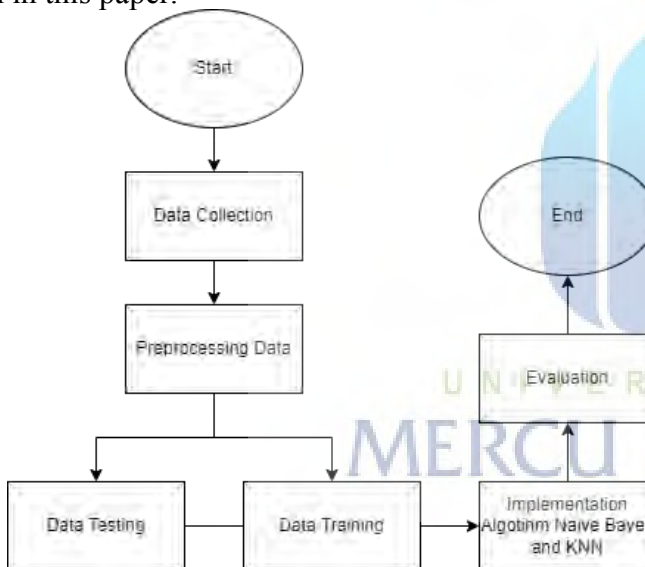 in this paper.
Start
Data Collection
Preprocessing Data
Data Testing
Data Training
Implementation
Algotihm Naive Baye
and KNN
Evaluation
End
UNIVER
MERCU